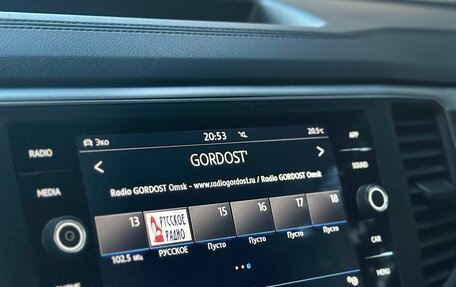 Эко 20:53 20.5°C
RADIO
MEDIA
APP
SOUND
CAR
MENU
GORDOST'
Radio GORDOST Omsk - www.radiogordost.ru / Radio GORDOST Omsk
13 РУССКОЕ РАДИО 15 16 17 18
102.5 МГц РУССКОЕ Пусто Пусто Пусто Пусто